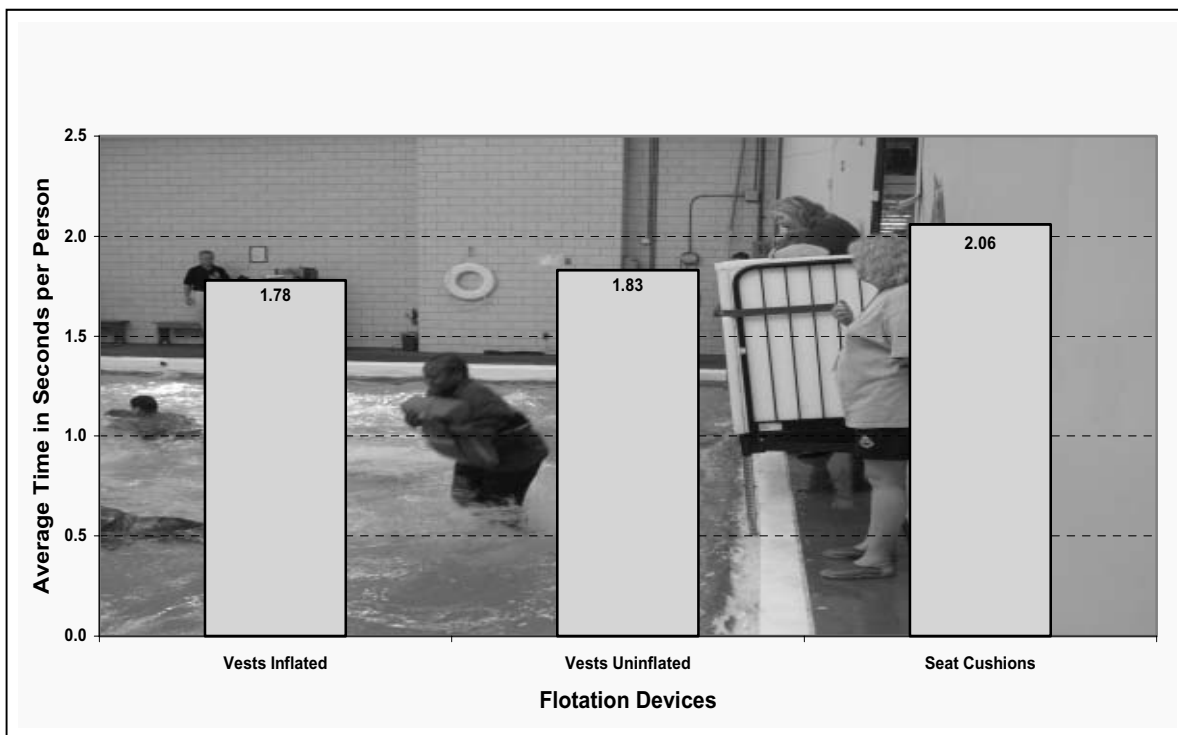 Average Time in Seconds per Person
2.5
2.0
1.5
1.0
0.5
0.0
1.78
1.83
2.06
Vests Inflated
Vests Uninflated
Seat Cushions
Flotation Devices